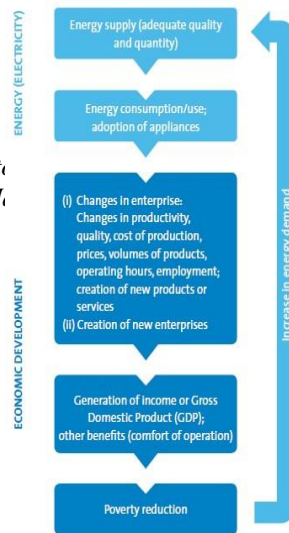 ENERGY (ELECTRICITY)
Energy supply (adequate quality
and quantity)
Energy consumption/use;
adoption of appliances
ECONOMIC DEVELOPMENT
(i) Changes in enterprise:
Changes in productivity,
quality, cost of production,
prices, volumes of products,
operating hours, employment;
creation of new products or
services
(ii) Creation of new enterprises
Generation of income or Gross
Domestic Product (GDP);
other benefits (comfort of operation)
Poverty reduction
Increase in energy demand